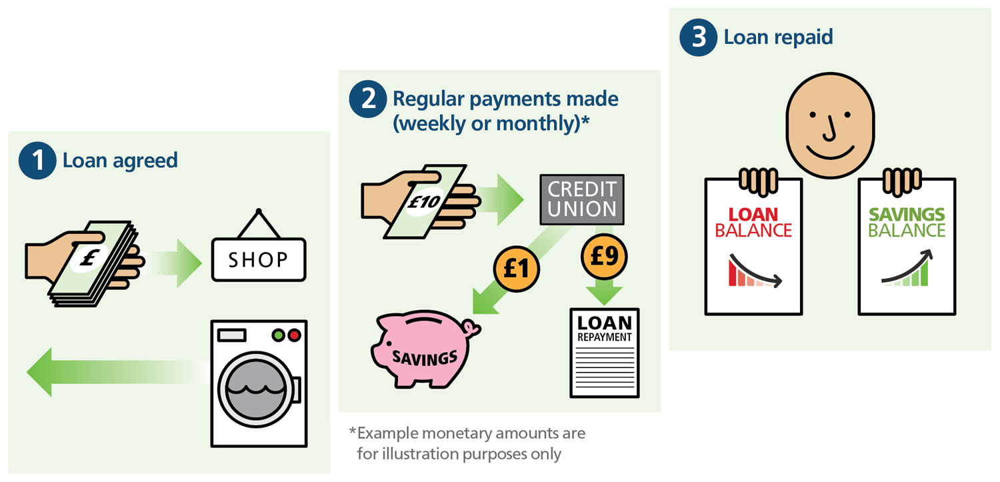 1 Loan agreed
£
SHOP
2 Regular payments made
(weekly or monthly)*
£10
CREDIT
UNION
£1
£9
SAVINGS
LOAN
REPAYMENT
*Example monetary amounts are
for illustration purposes only
3 Loan repaid
LOAN
BALANCE
SAVINGS
BALANCE